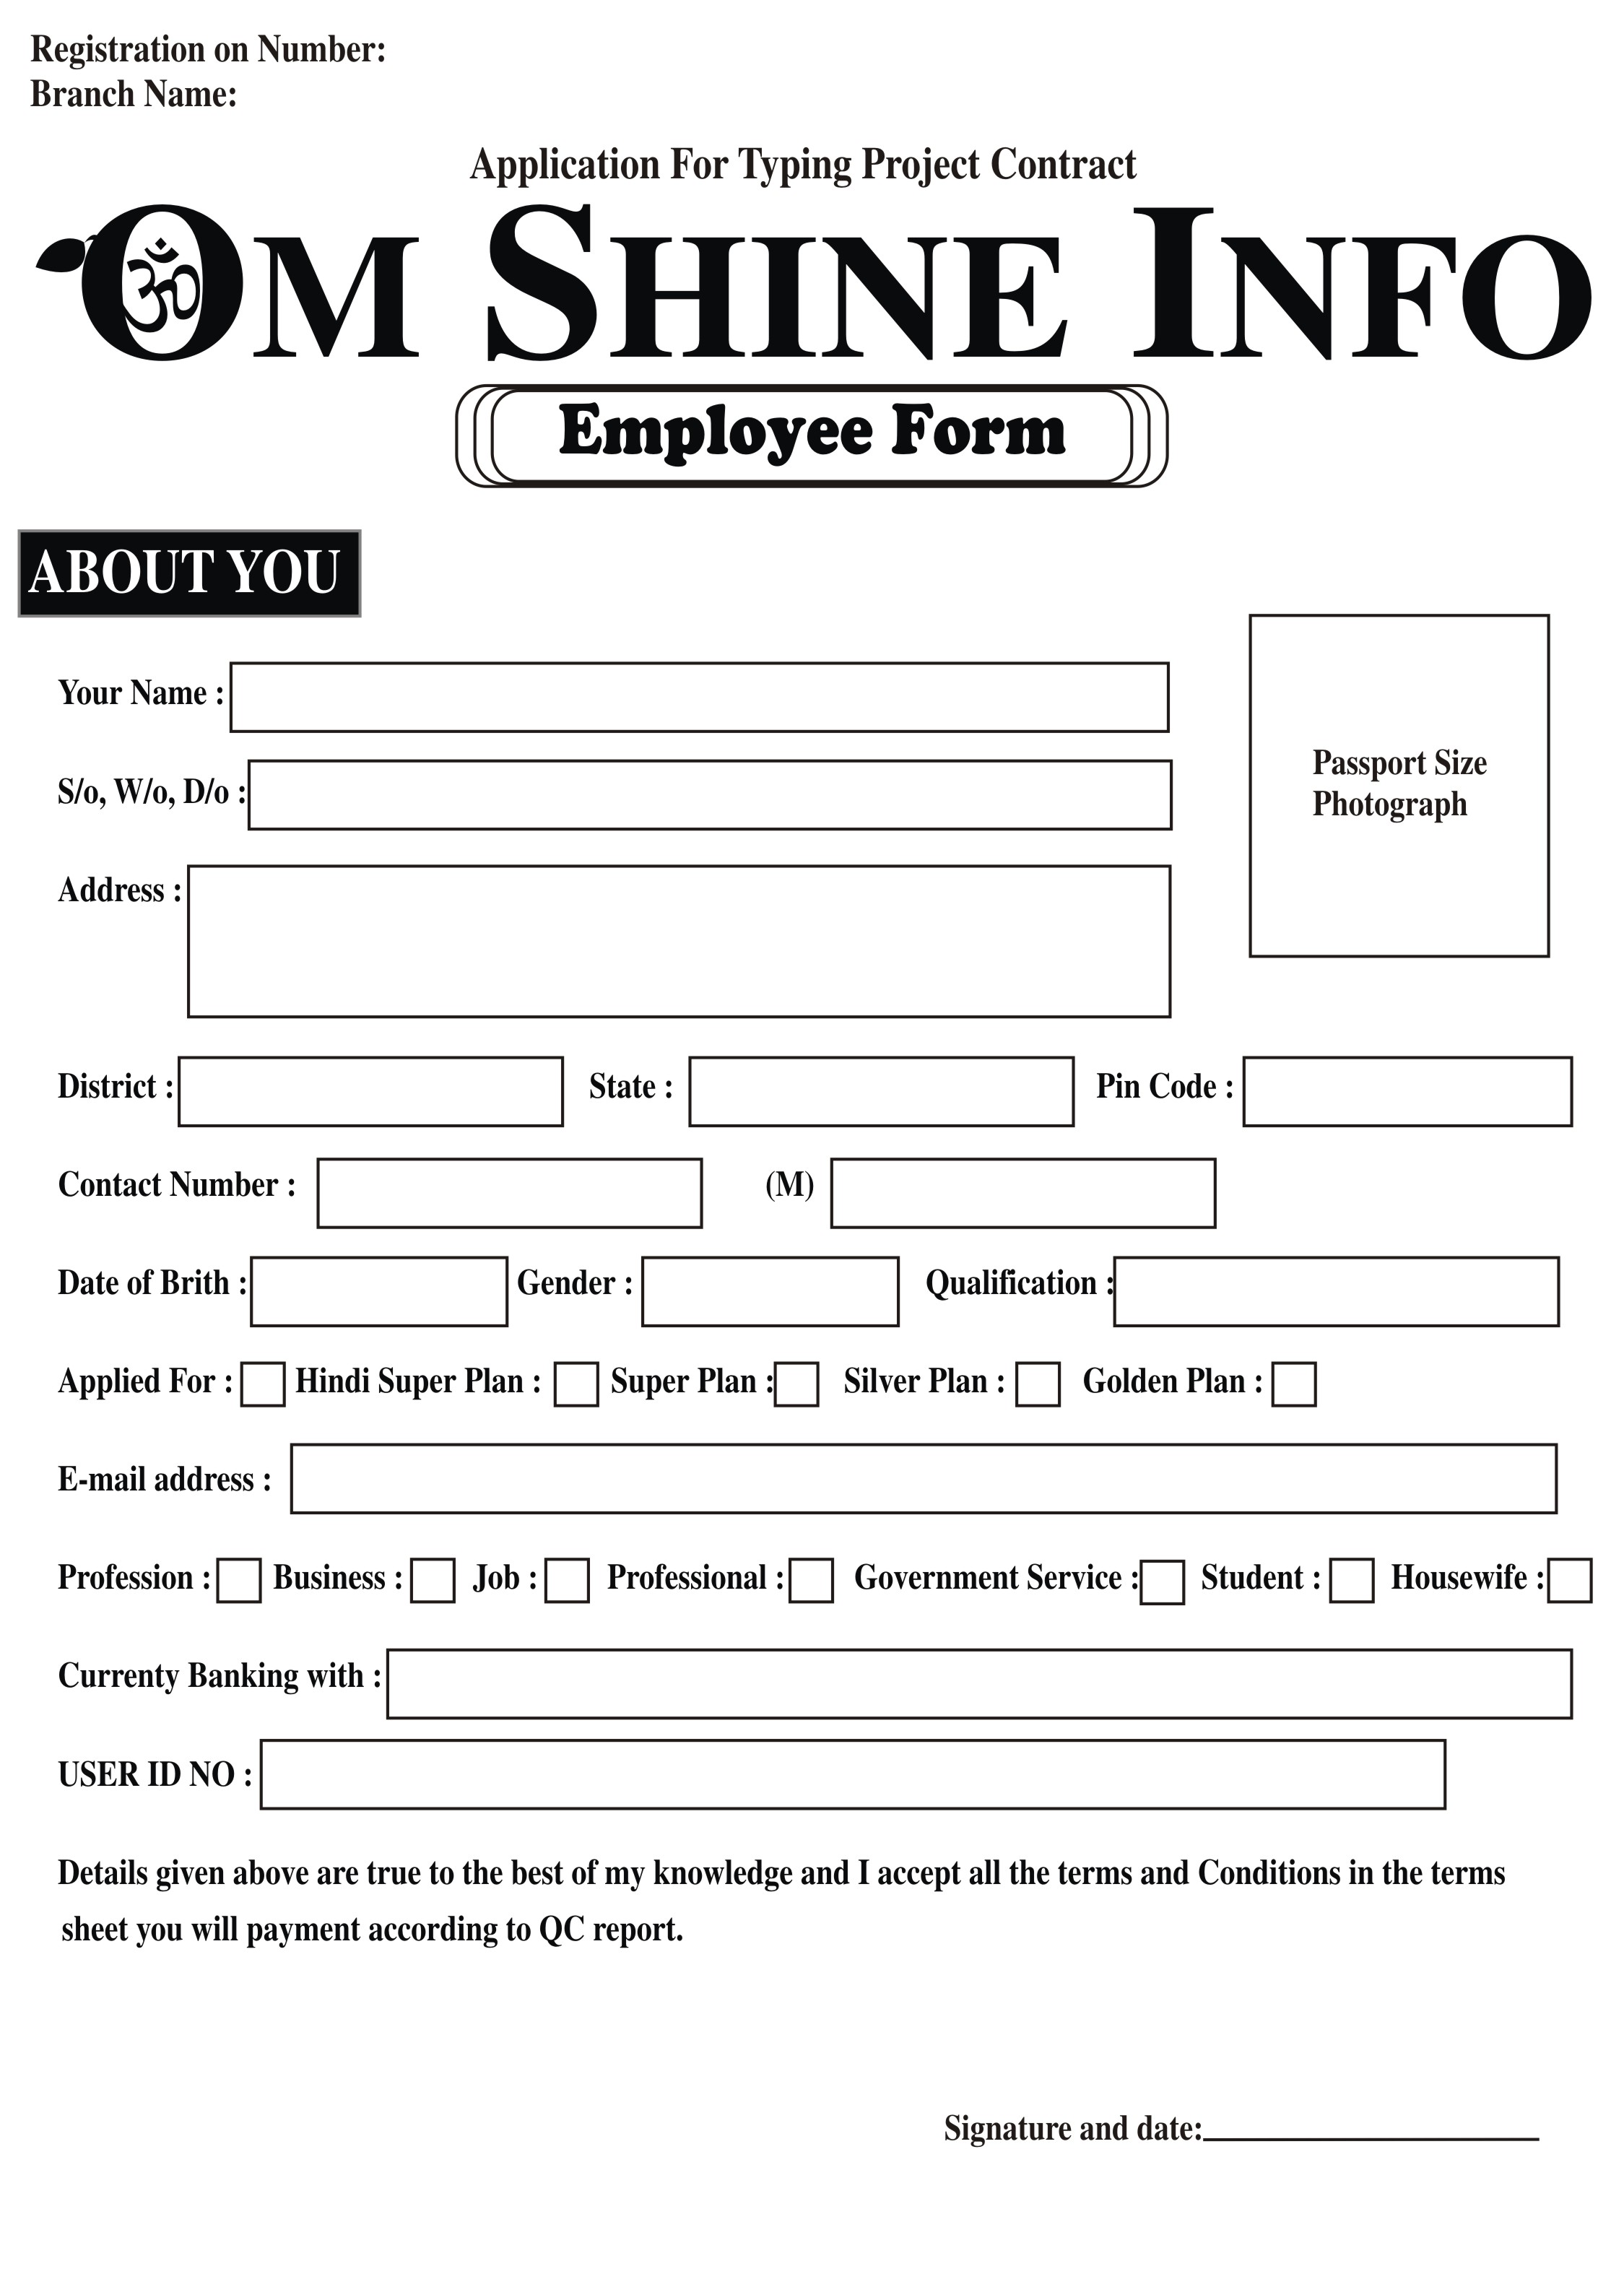 Registration on Number:
Branch Name:
Application For Typing Project Contract
ॐ
OM SHINE INFO
Employee Form
ABOUT YOU
Passport Size
Photograph
Your Name :
S/o, W/o, D/o :
Address :
District : State : Pin Code :
Contact Number : (M)
Date of Brith : Gender : Qualification :
Applied For : Hindi Super Plan : Super Plan : Silver Plan : Golden Plan :
E-mail address :
Profession : Business : Job : Professional : Government Service : Student : Housewife :
Currenty Banking with :
USER ID NO :
Details given above are true to the best of my knowledge and I accept all the terms and Conditions in the terms
sheet you will payment according to QC report.
Signature and date: